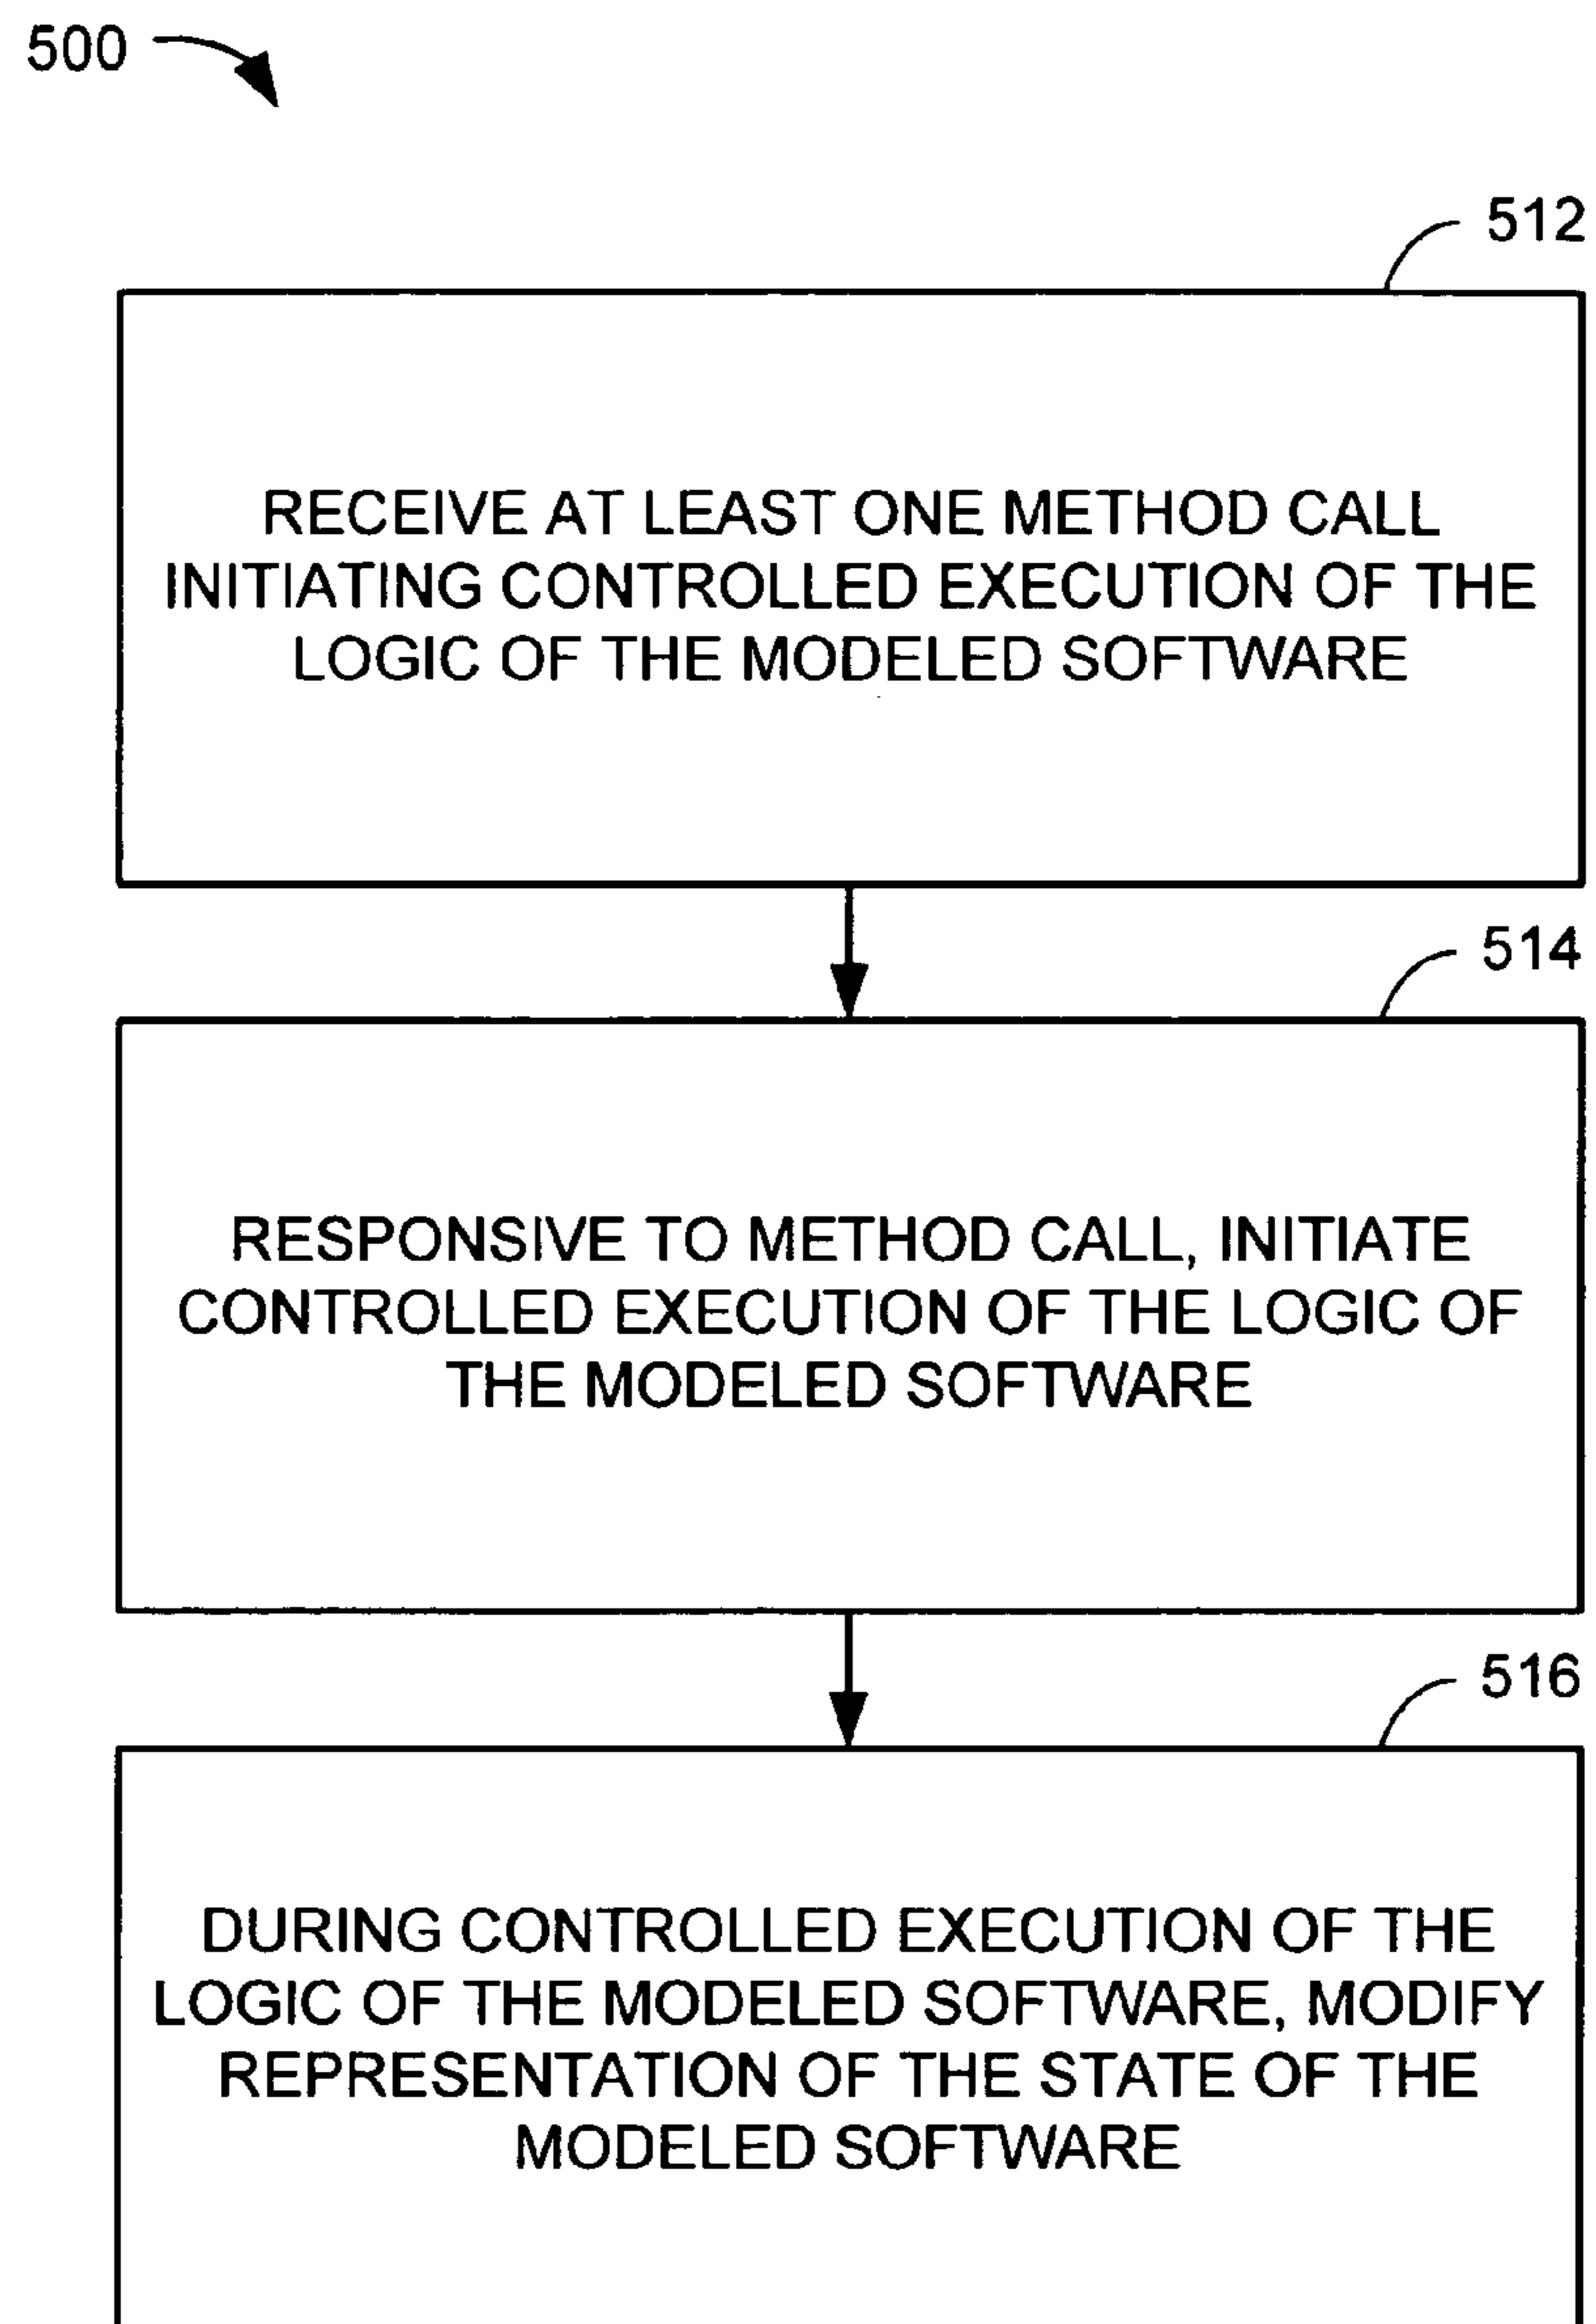 500
512
RECEIVE AT LEAST ONE METHOD CALL
INITIATING CONTROLLED EXECUTION OF THE
LOGIC OF THE MODELED SOFTWARE
514
RESPONSIVE TO METHOD CALL, INITIATE
CONTROLLED EXECUTION OF THE LOGIC OF
THE MODELED SOFTWARE
516
DURING CONTROLLED EXECUTION OF THE
LOGIC OF THE MODELED SOFTWARE, MODIFY
REPRESENTATION OF THE STATE OF THE
MODELED SOFTWARE